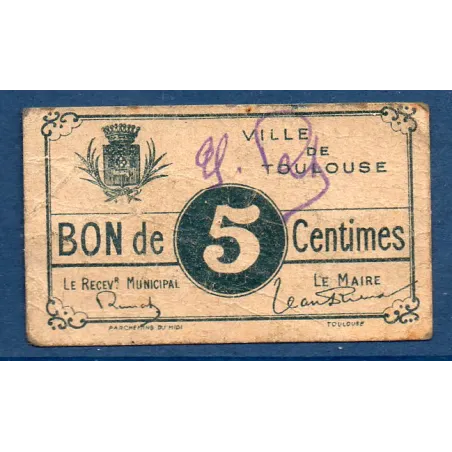 VILLE
DE
TOULOUSE
BON de 5 Centimes
LE RECEVR MUNICIPAL
LE MAIRE
PARCHEMINS DU MIDI
TOULOUSE